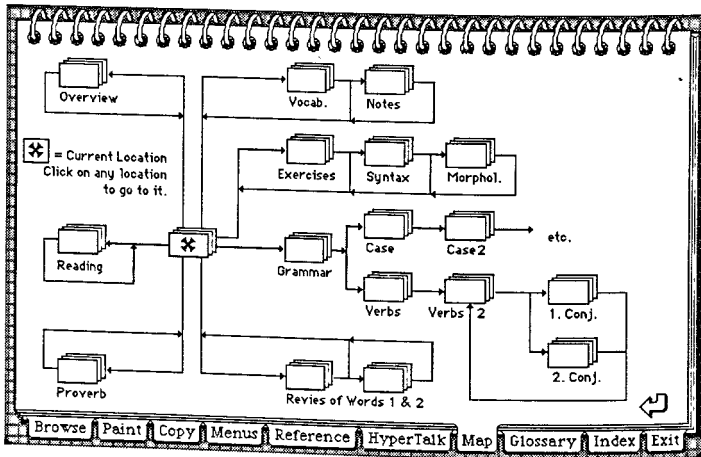 Overview
Vocab.
Notes
= Current Location
Click on any location
to go to it.
Exercises
Syntax
Morphol.
Reading
Grammar
Case
Case2
etc.
Verbs
Verbs 2
1. Conj.
2. Conj.
Proverb
Revies of Words 1 & 2
Browse Paint Copy Menus Reference HyperTalk Map Glossary Index Exit